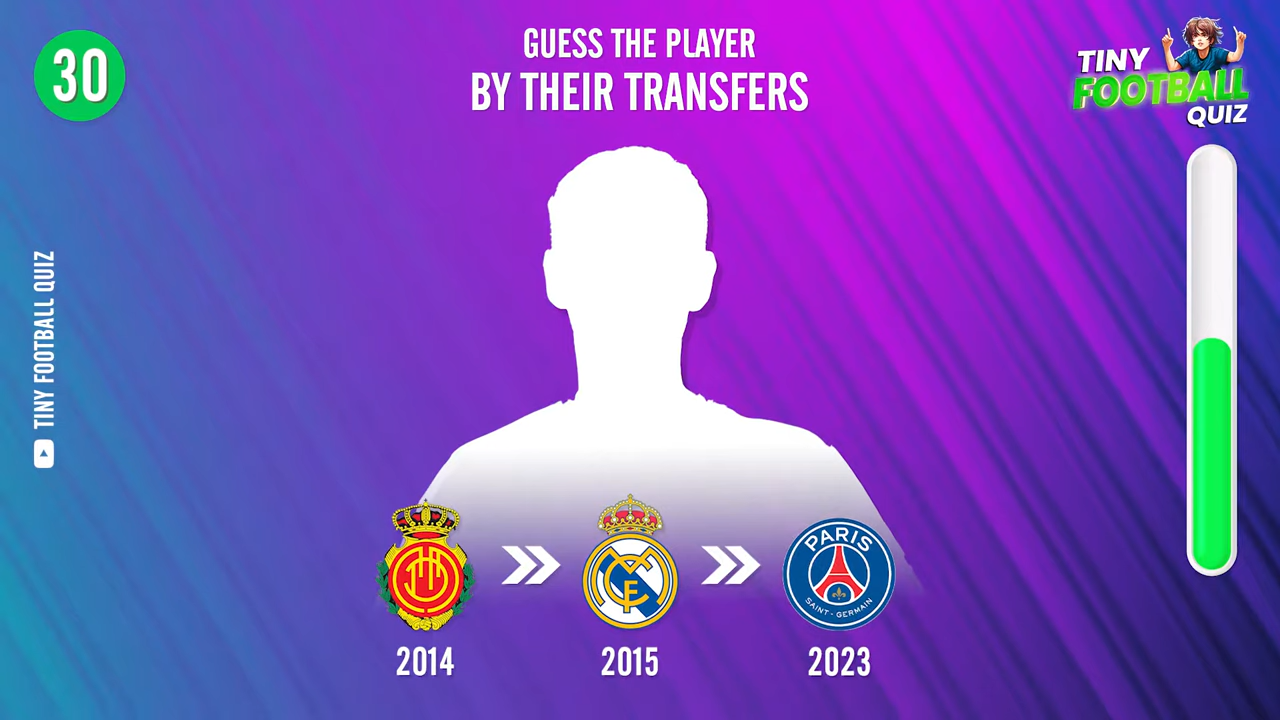 30
GUESS THE PLAYER
BY THEIR TRANSFERS
TINY
FOOTBALL
QUIZ
TINY FOOTBALL QUIZ
PARIS
SAINT-GERMAIN
2014
2015
2023